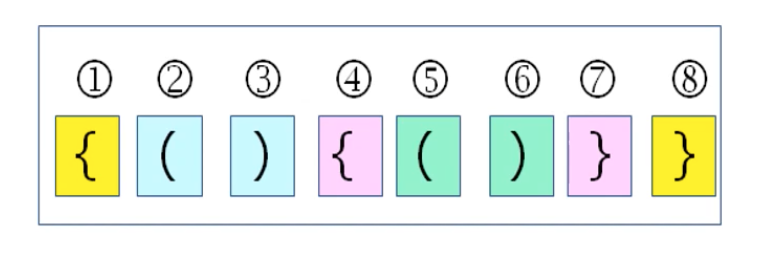 ① ② ③ ④ ⑤ ⑥ ⑦ ⑧
{ ( ) { ( ) } }